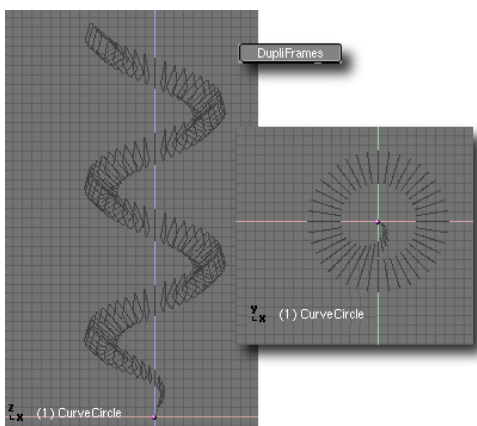 DupliFrames
y
x (1) CurveCircle
z
x (1) CurveCircle